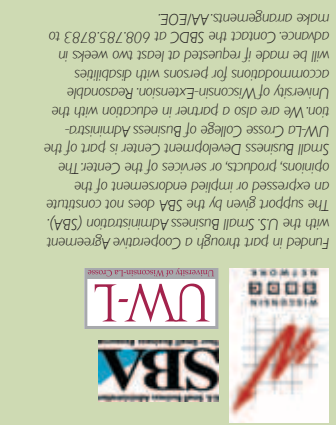 SBA
WISCONSIN
SBDC
NETWORK
UW-L
University of Wisconsin-La Crosse
Funded in part through a Cooperative Agreement
with the U.S. Small Business Administration (SBA).
The support given by the SBA does not constitute
an expressed or implied endorsement of the
opinions, products, or services of the Center. The
Small Business Development Center is part of the
UW-La Crosse College of Business Administra-
tion. We are also a partner in education with the
University of Wisconsin-Extension. Reasonable
accommodations for persons with disabilities
will be made if requested at least two weeks in
advance. Contact the SBDC at 608.785.8783 to
make arrangements. AA/EOE.